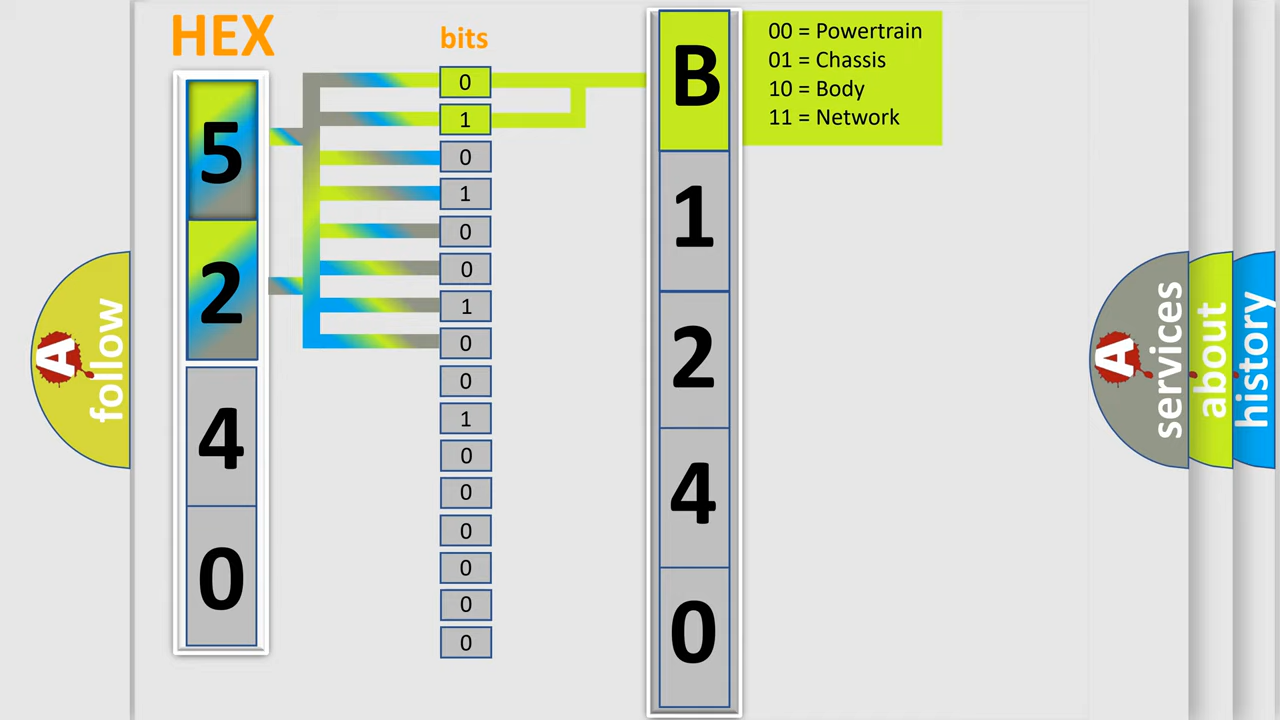 HEX
bits
5
2
4
0
0
1
0
1
0
0
1
0
0
1
0
0
0
0
0
0
B
1
2
4
0
00 = Powertrain
01 = Chassis
10 = Body
11 = Network
A follow
A services
about
history